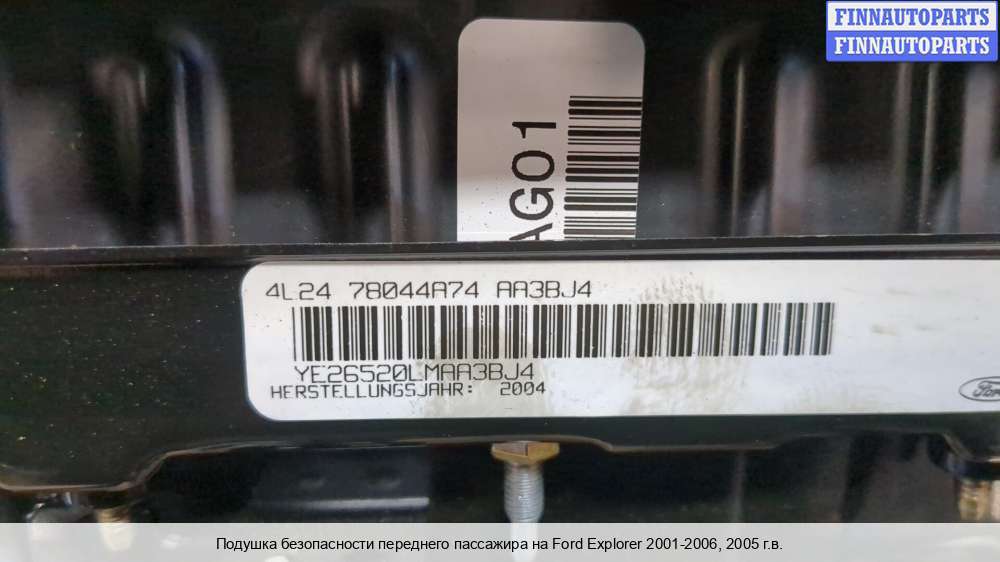 FINNAUTOPARTS
FINNAUTOPARTS
AG01
4L24 78044A74 AA3BJ4
YE26520LMAA3BJ4
HERSTELLUNGSJAHR: 2004
Ford
Подушка безопасности переднего пассажира на Ford Explorer 2001-2006, 2005 г.в.